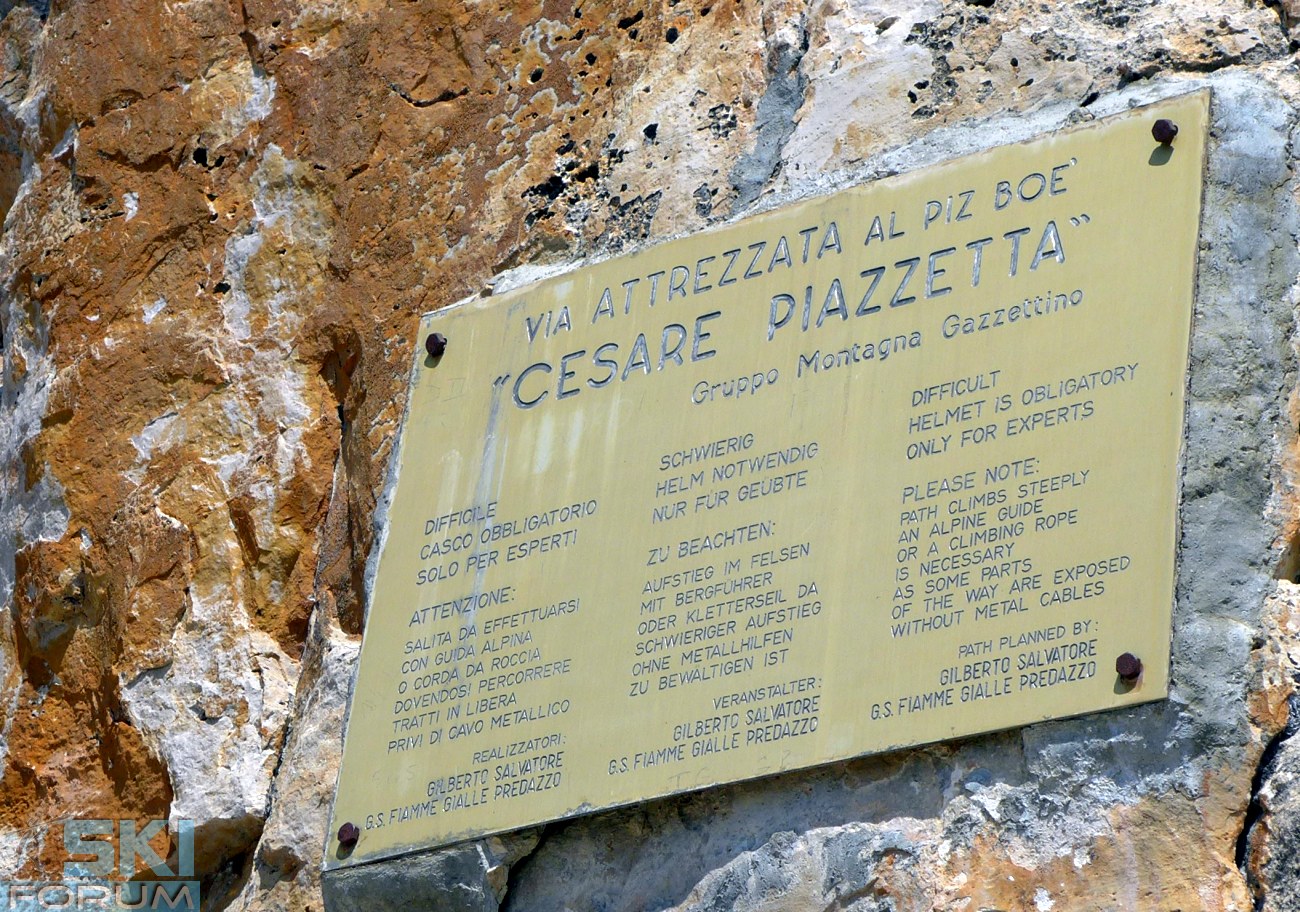 VIA ATTREZZATA AL PIZ BOE'
"CESARE PIAZZETTA"
Gruppo Montagna Gazzettino
DIFFICILE
CASCO OBBLIGATORIO
SOLO PER ESPERTI
ATTENZIONE:
SALITA DA EFFETTUARSI
CON GUIDA ALPINA
O CORDA DA ROCCIA
DOVENDOSI PERCORRERE
TRATTI IN LIBERA
PRIVI DI CAVO METALLICO
REALIZZATORI:
GILBERTO SALVATORE
G.S. FIAMME GIALLE PREDAZZO
SCHWIERIG
HELM NOTWENDIG
NUR FÜR GEÜBTE
ZU BEACHTEN:
AUFSTIEG IM FELSEN
MIT BERGFÜHRER
ODER KLETTERSEIL DA
SCHWIERIGER AUFSTIEG
OHNE METALLHILFEN
ZU BEWÄLTIGEN IST
VERANSTALTER:
GILBERTO SALVATORE
G.S. FIAMME GIALLE PREDAZZO
DIFFICULT
HELMET IS OBLIGATORY
ONLY FOR EXPERTS
PLEASE NOTE:
PATH CLIMBS STEEPLY
AN ALPINE GUIDE
OR A CLIMBING ROPE
IS NECESSARY
AS SOME PARTS
OF THE WAY ARE EXPOSED
WITHOUT METAL CABLES
PATH PLANNED BY:
GILBERTO SALVATORE
G.S. FIAMME GIALLE PREDAZZO
SKI
FORUM